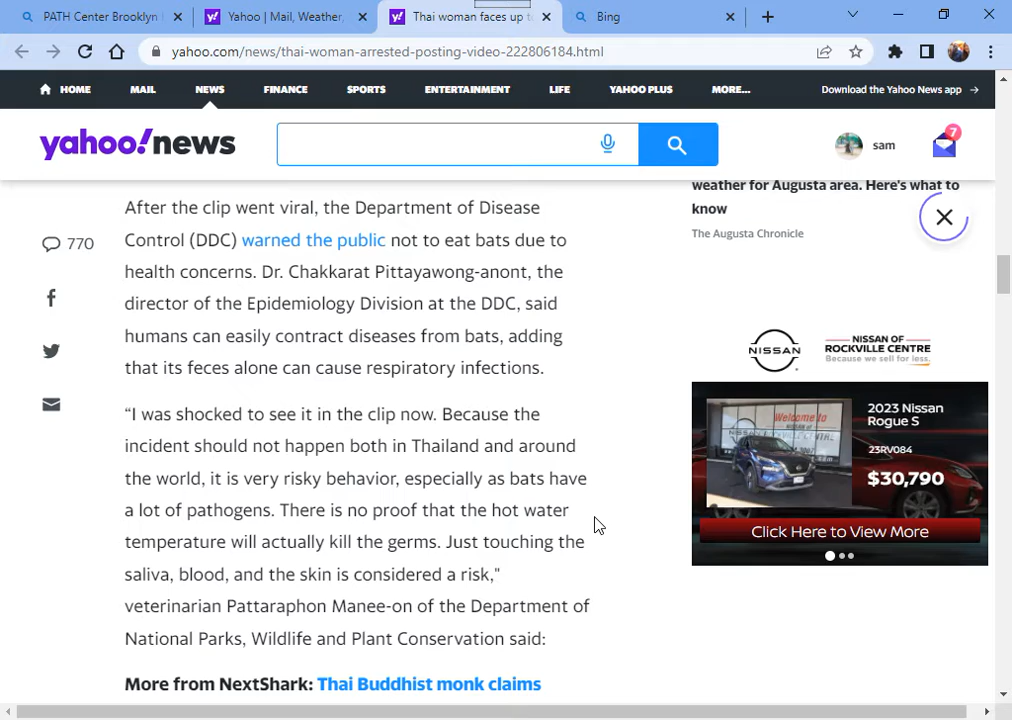 PATH Center Brooklyn
Yahoo | Mail, Weather,
Thai woman faces up t
Bing
yahoo.com/news/thai-woman-arrested-posting-video-222806184.html
HOME
MAIL
NEWS
FINANCE
SPORTS
ENTERTAINMENT
LIFE
YAHOO PLUS
MORE...
Download the Yahoo News app
yahoo!news
sam
7
770
After the clip went viral, the Department of Disease
Control (DDC) warned the public not to eat bats due to
health concerns. Dr. Chakkarat Pittayawong-anont, the
director of the Epidemiology Division at the DDC, said
humans can easily contract diseases from bats, adding
that its feces alone can cause respiratory infections.
“I was shocked to see it in the clip now. Because the
incident should not happen both in Thailand and around
the world, it is very risky behavior, especially as bats have
a lot of pathogens. There is no proof that the hot water
temperature will actually kill the germs. Just touching the
saliva, blood, and the skin is considered a risk,"
veterinarian Pattaraphon Manee-on of the Department of
National Parks, Wildlife and Plant Conservation said:
More from NextShark: Thai Buddhist monk claims
weather for Augusta area. Here's what to
know
The Augusta Chronicle
NISSAN
NISSAN OF
ROCKVILLE CENTRE
Because we sell for less.
Welcome to
2023 Nissan
Rogue S
23RV084
$30,790
Click Here to View More